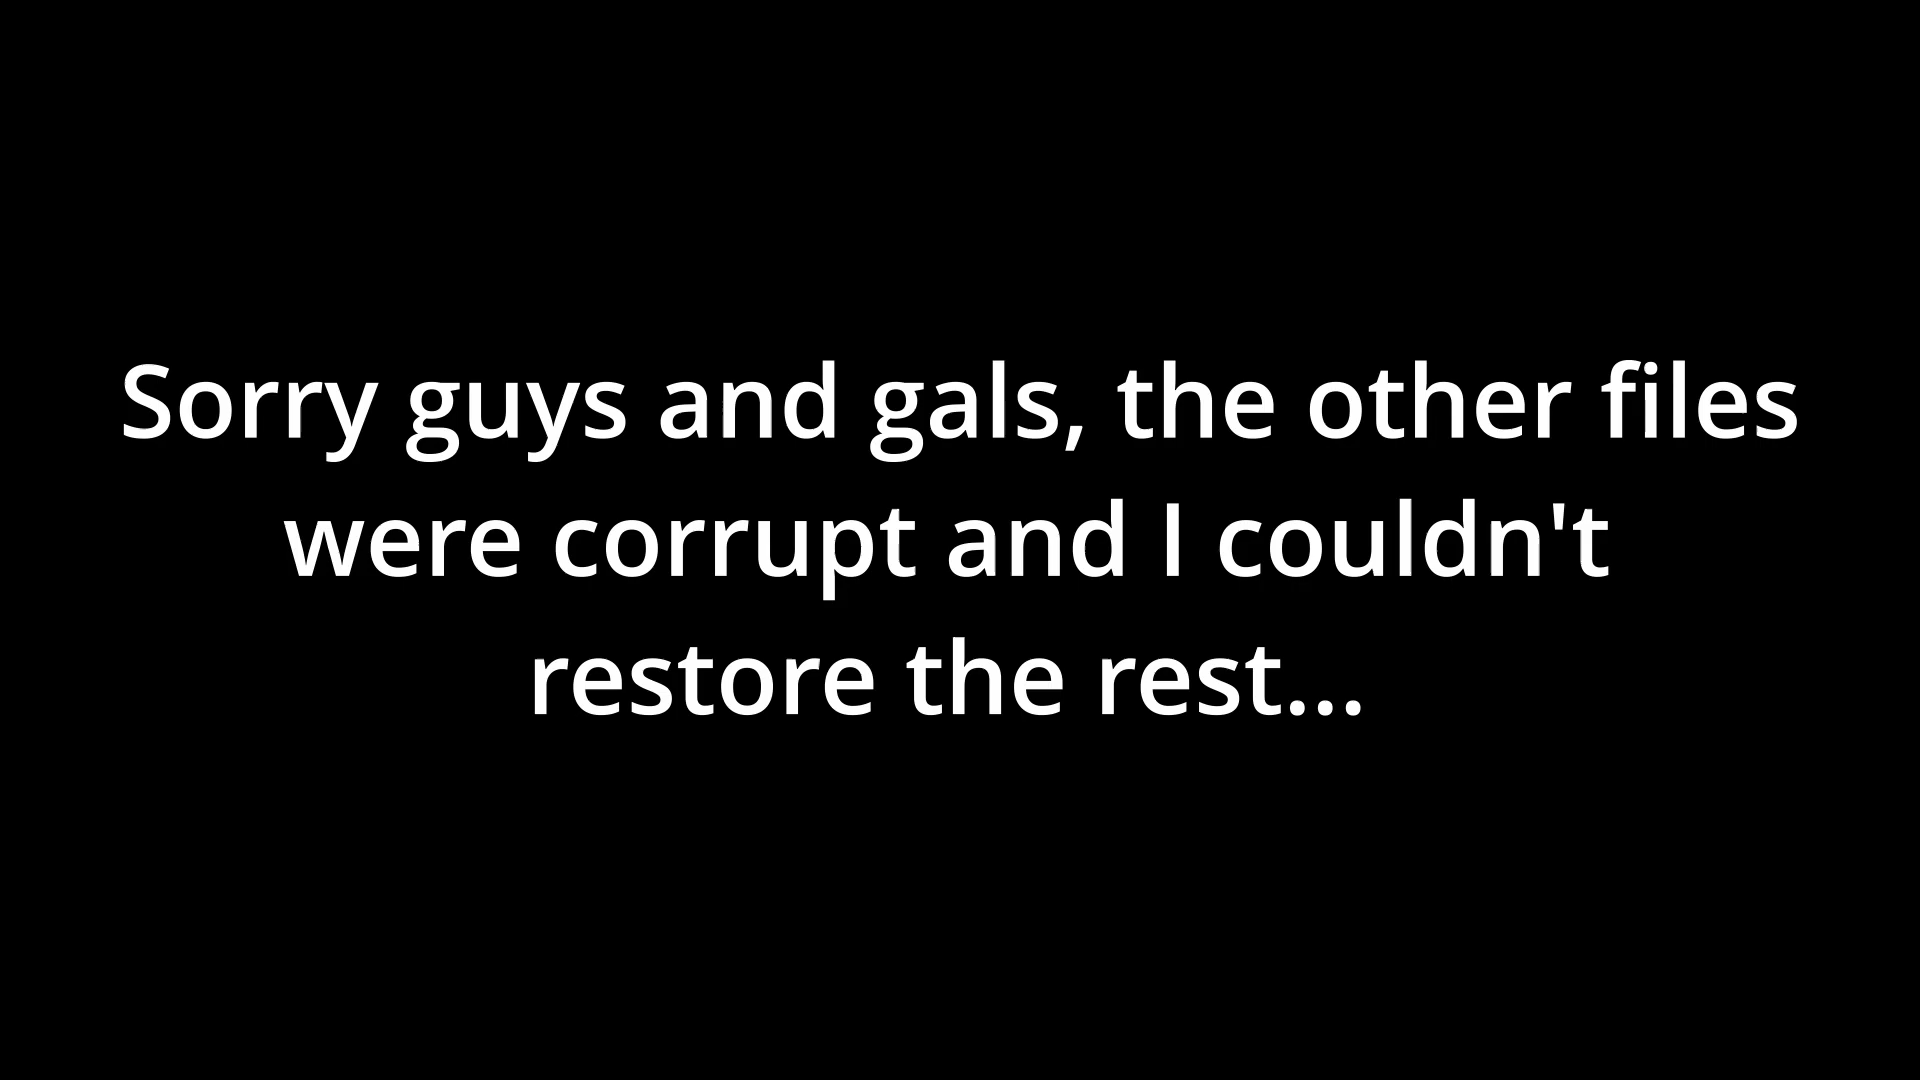 Sorry guys and gals, the other files
were corrupt and I couldn't
restore the rest...